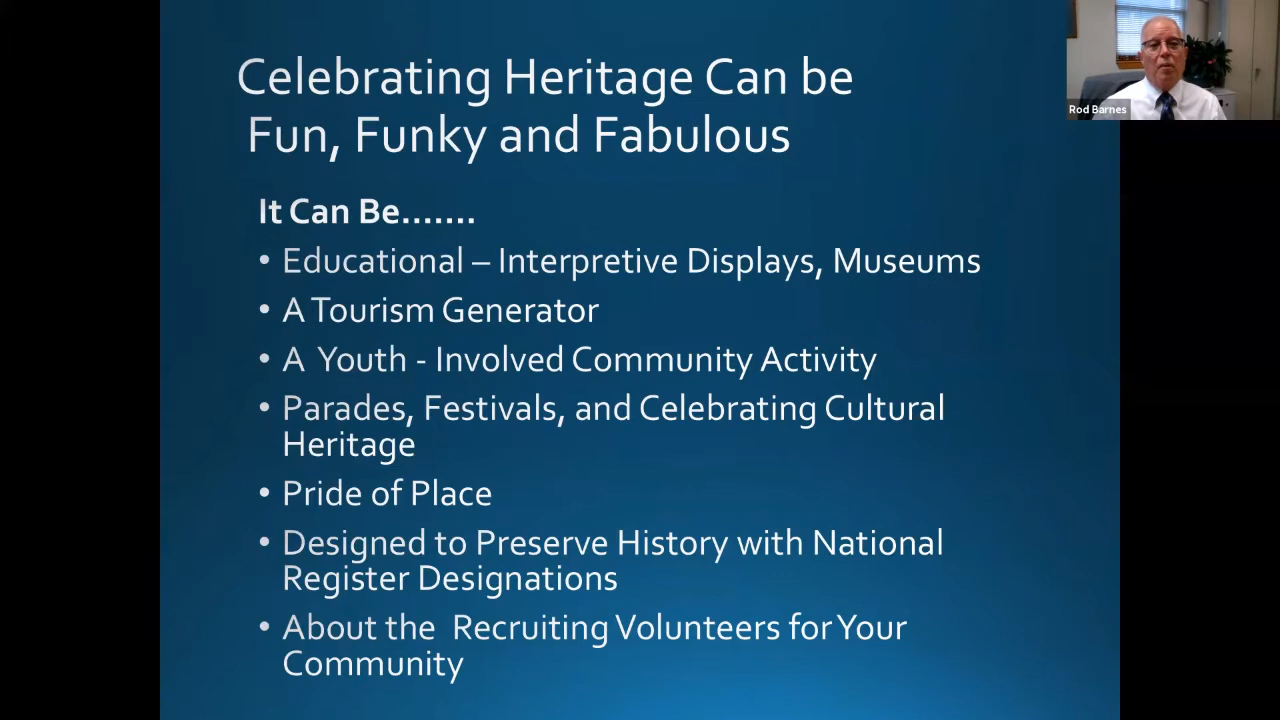 Celebrating Heritage Can be
Fun, Funky and Fabulous
Rod Barnes
It Can Be.......
• Educational – Interpretive Displays, Museums
• A Tourism Generator
• A Youth - Involved Community Activity
• Parades, Festivals, and Celebrating Cultural
Heritage
• Pride of Place
• Designed to Preserve History with National
Register Designations
• About the Recruiting Volunteers for Your
Community